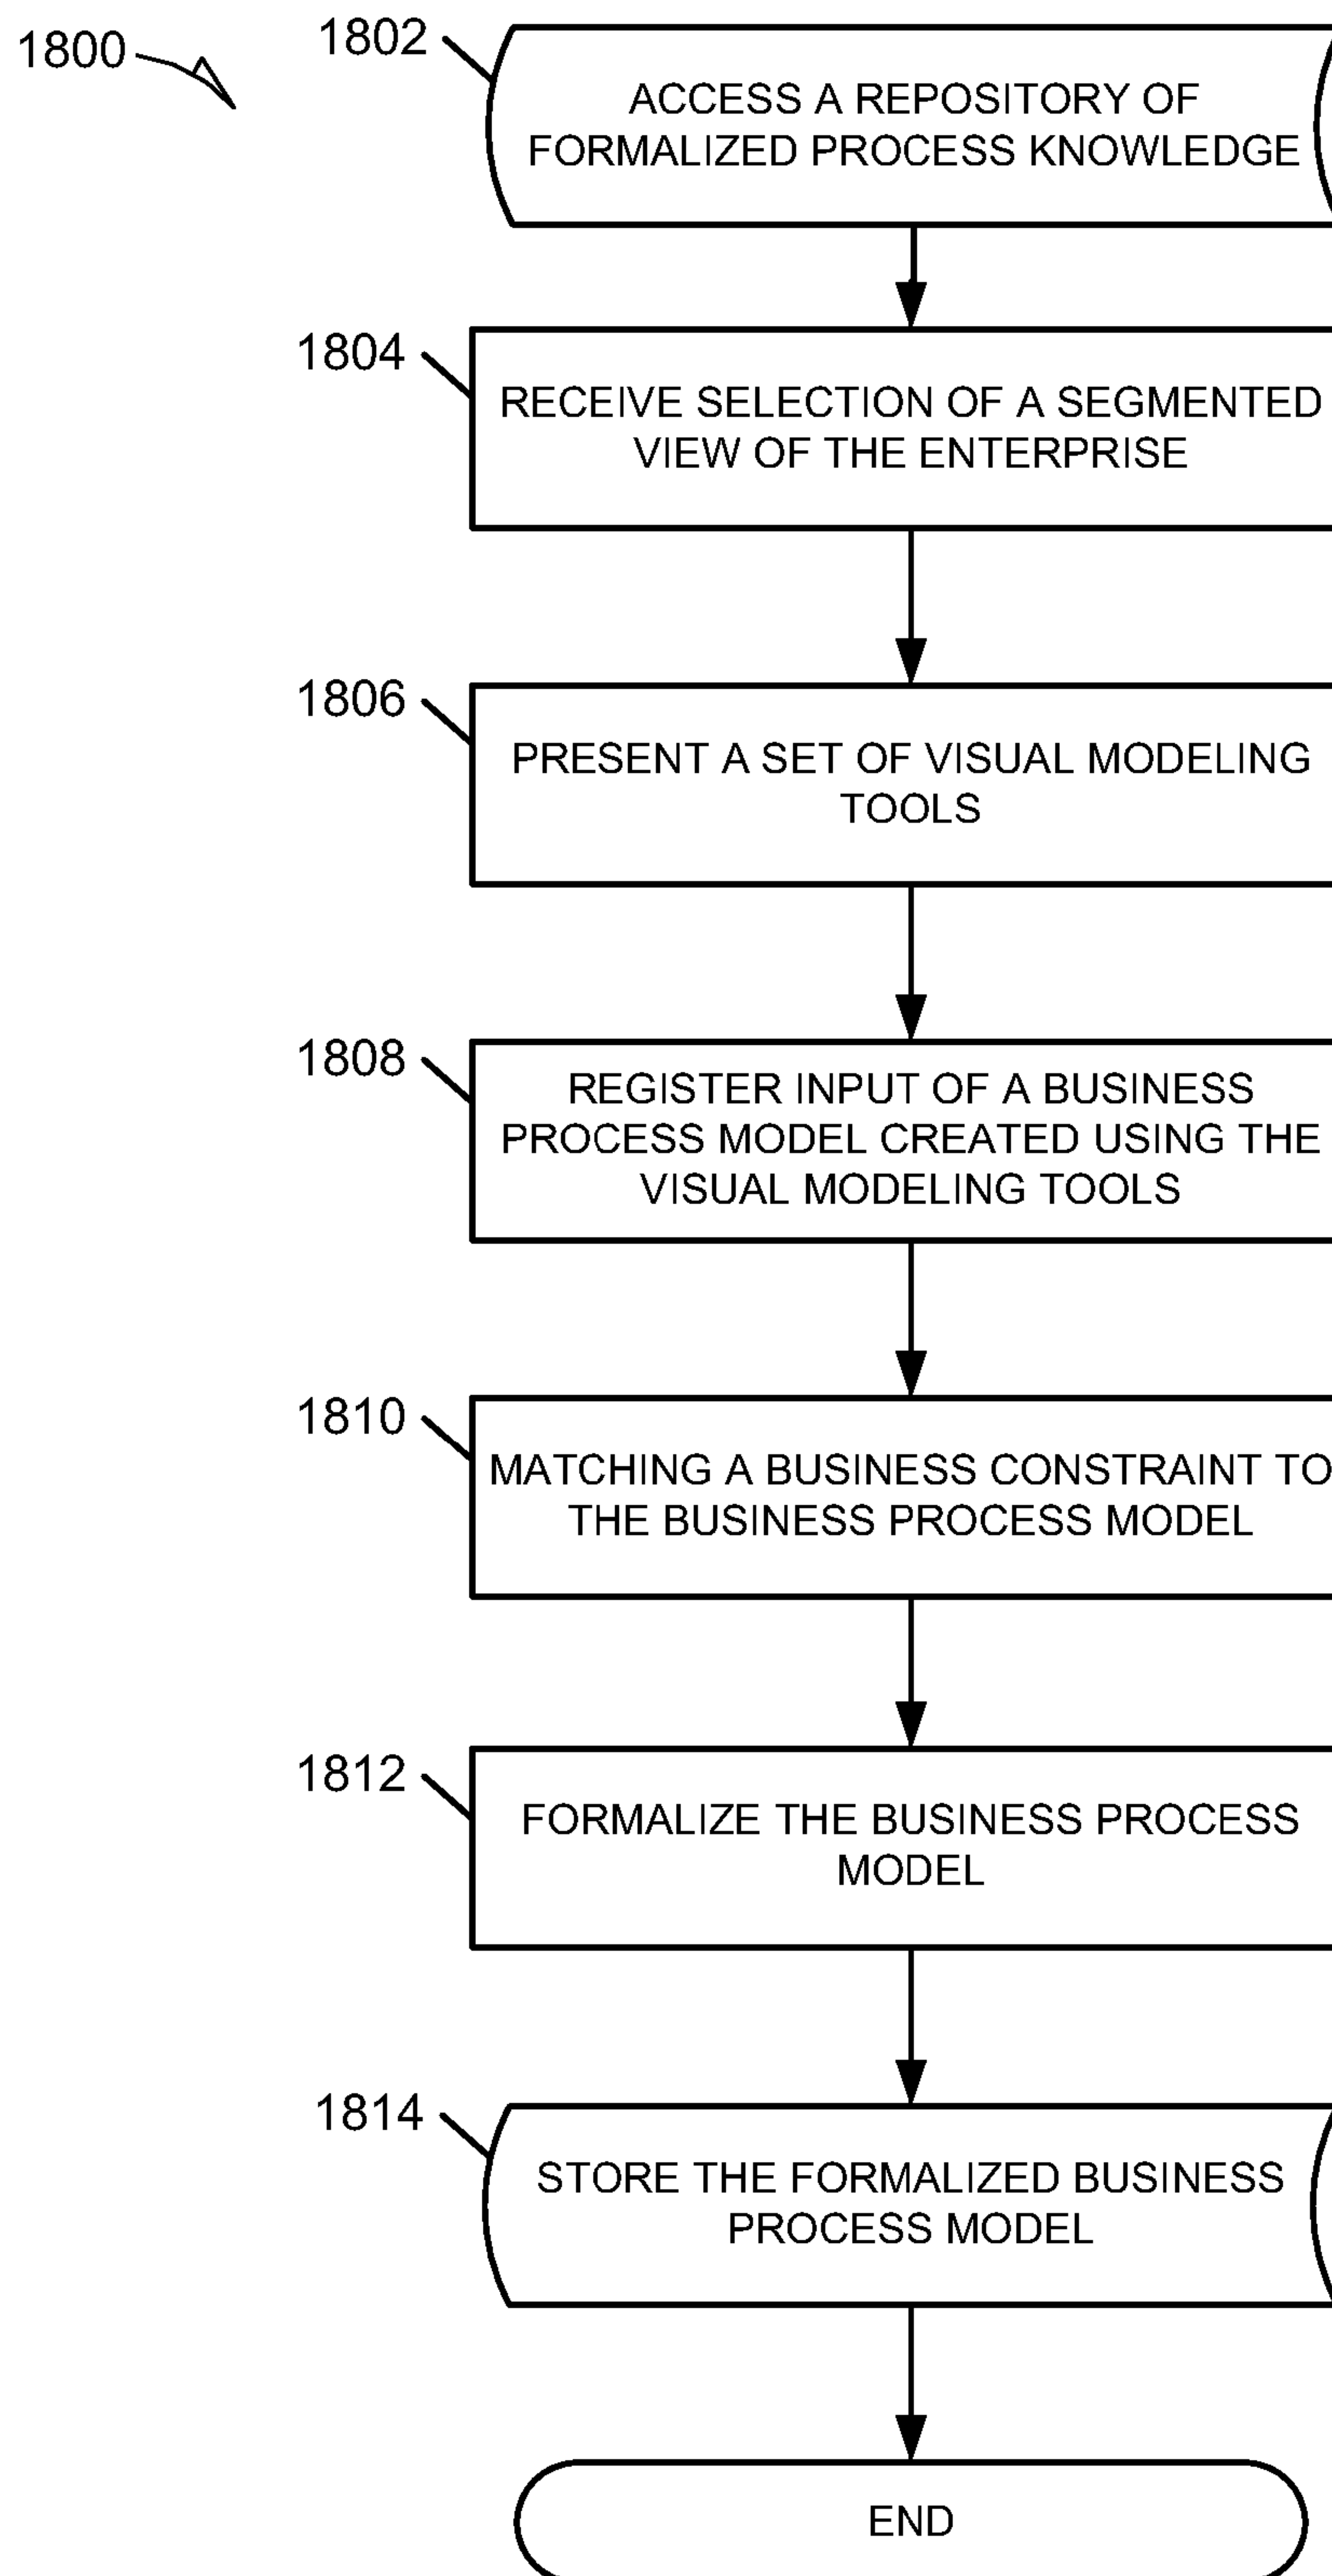 1800
1802
ACCESS A REPOSITORY OF
FORMALIZED PROCESS KNOWLEDGE
1804
RECEIVE SELECTION OF A SEGMENTED
VIEW OF THE ENTERPRISE
1806
PRESENT A SET OF VISUAL MODELING
TOOLS
1808
REGISTER INPUT OF A BUSINESS
PROCESS MODEL CREATED USING THE
VISUAL MODELING TOOLS
1810
MATCHING A BUSINESS CONSTRAINT TO
THE BUSINESS PROCESS MODEL
1812
FORMALIZE THE BUSINESS PROCESS
MODEL
1814
STORE THE FORMALIZED BUSINESS
PROCESS MODEL
END